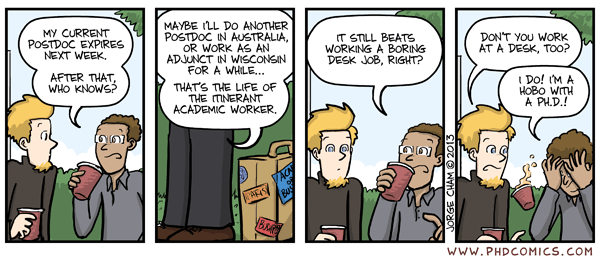 MY CURRENT
POSTDOC EXPIRES
NEXT WEEK.
AFTER THAT,
WHO KNOWS?
MAYBE I'LL DO ANOTHER
POSTDOC IN AUSTRALIA,
OR WORK AS AN
ADJUNCT IN WISCONSIN
FOR A WHILE...
THAT'S THE LIFE OF
THE ITINERANT
ACADEMIC WORKER.
PARIS
IT STILL BEATS
WORKING A BORING
DESK JOB, RIGHT?
JORGE CHAM © 2013
DON'T YOU WORK
AT A DESK, TOO?
I DO! I'M A
HOBO WITH
A PH.D.!
WWW.PHDCOMICS.COM